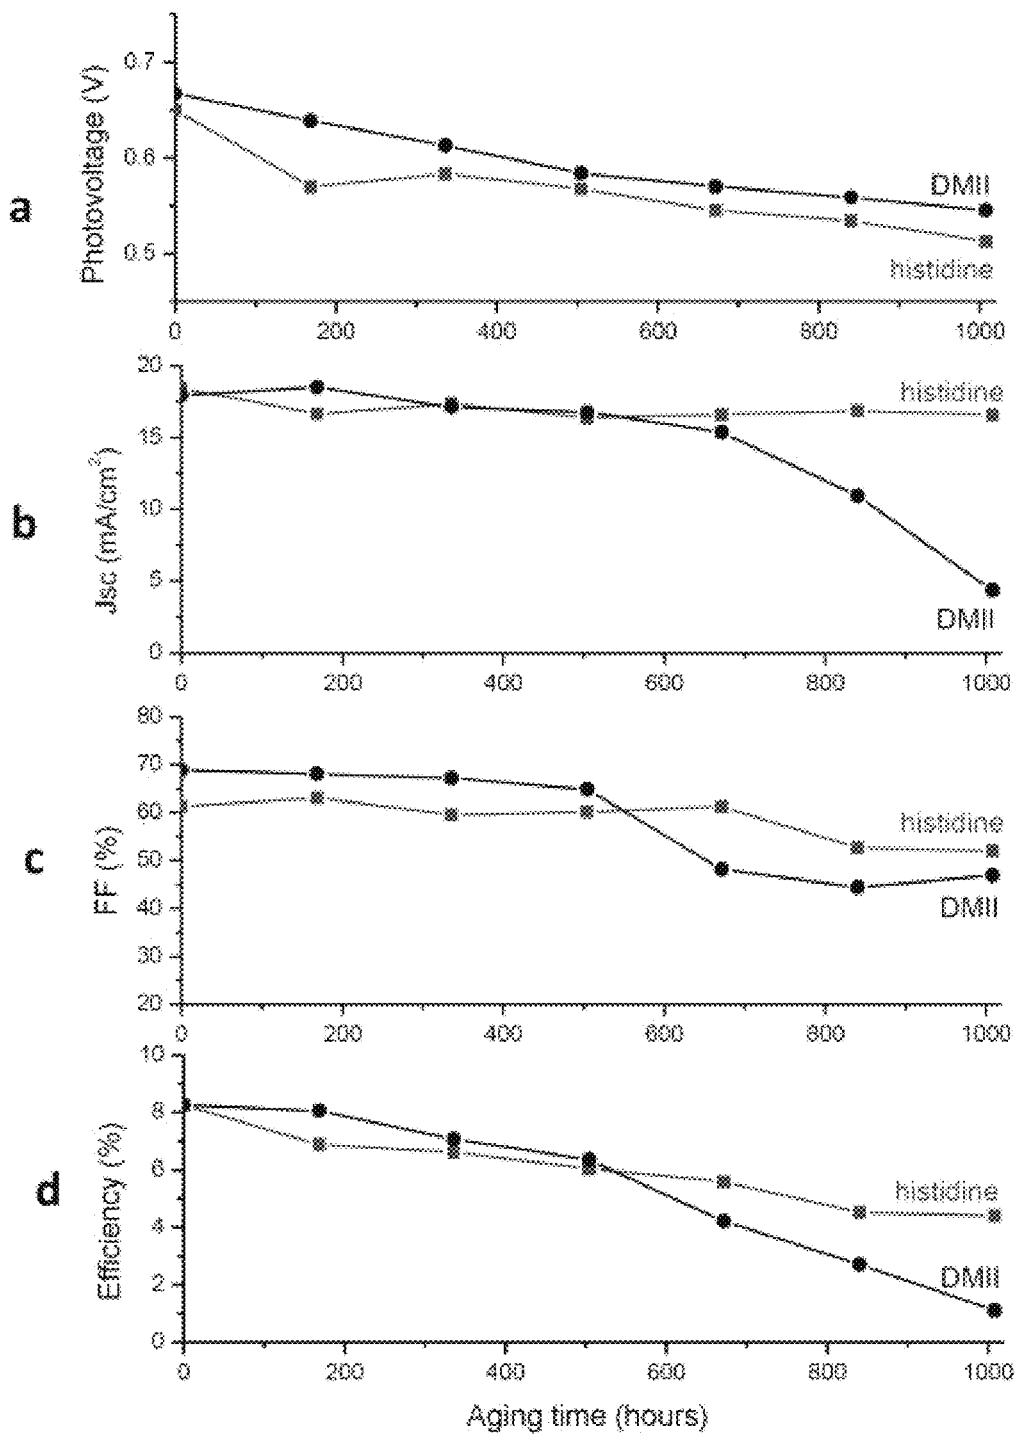 a
Photovoltage (V)
0.7
0.6
0.5
DMII
histidine
0 200 400 600 800 1000
b
Jsc (mA/cm²)
20
15
10
5
0
histidine
DMII
0 200 400 600 800 1000
c
FF (%)
80
70
60
50
40
30
20
histidine
DMII
0 200 400 600 800 1000
d
Efficiency (%)
10
8
6
4
2
0
histidine
DMII
0 200 400 600 800 1000
Aging time (hours)